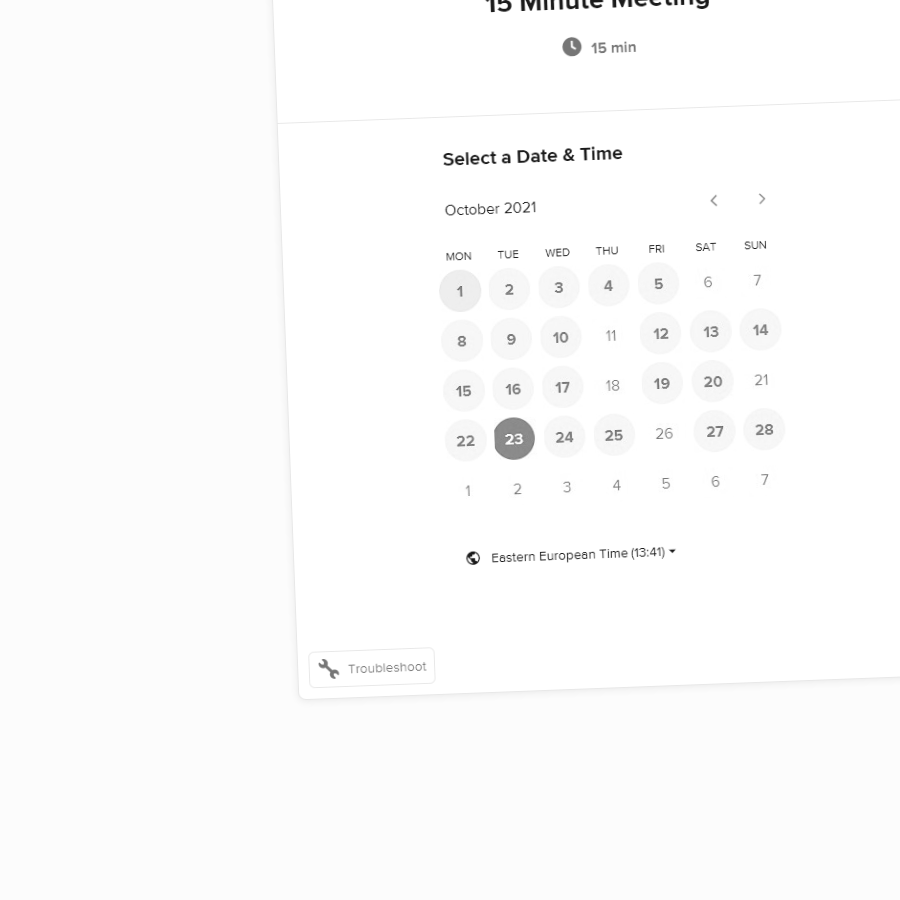 15 Minute Meeting
15 min
Select a Date & Time
October 2021
MON TUE WED THU FRI SAT SUN
1 2 3 4 5 6 7
8 9 10 11 12 13 14
15 16 17 18 19 20 21
22 23 24 25 26 27 28
1 2 3 4 5 6 7
Eastern European Time (13:41)
Troubleshoot